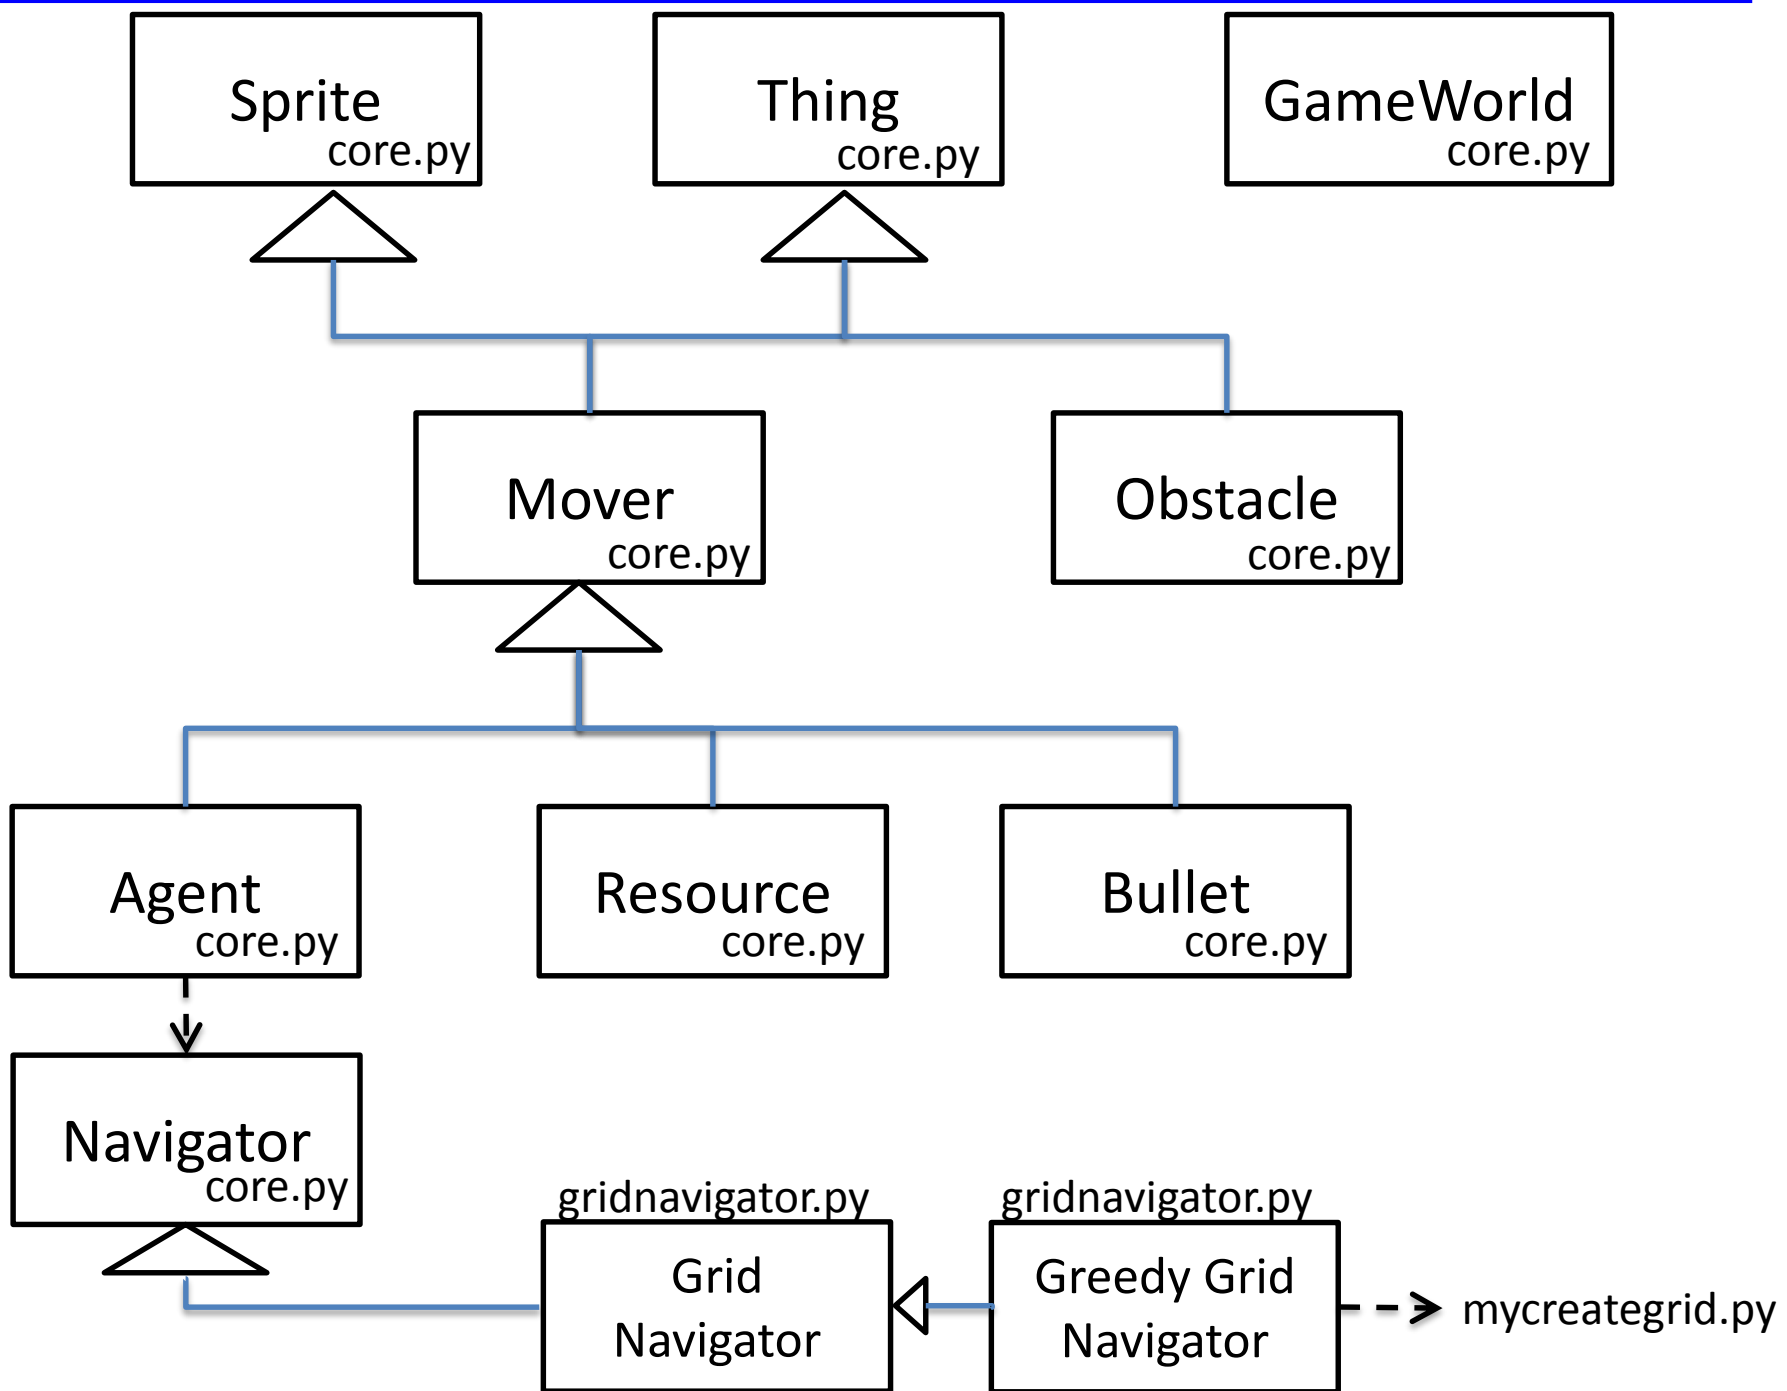 Sprite
core.py
Thing
core.py
GameWorld
core.py
Mover
core.py
Obstacle
core.py
Agent
core.py
Resource
core.py
Bullet
core.py
Navigator
core.py
gridnavigator.py
Grid
Navigator
gridnavigator.py
Greedy Grid
Navigator
mycreategrid.py